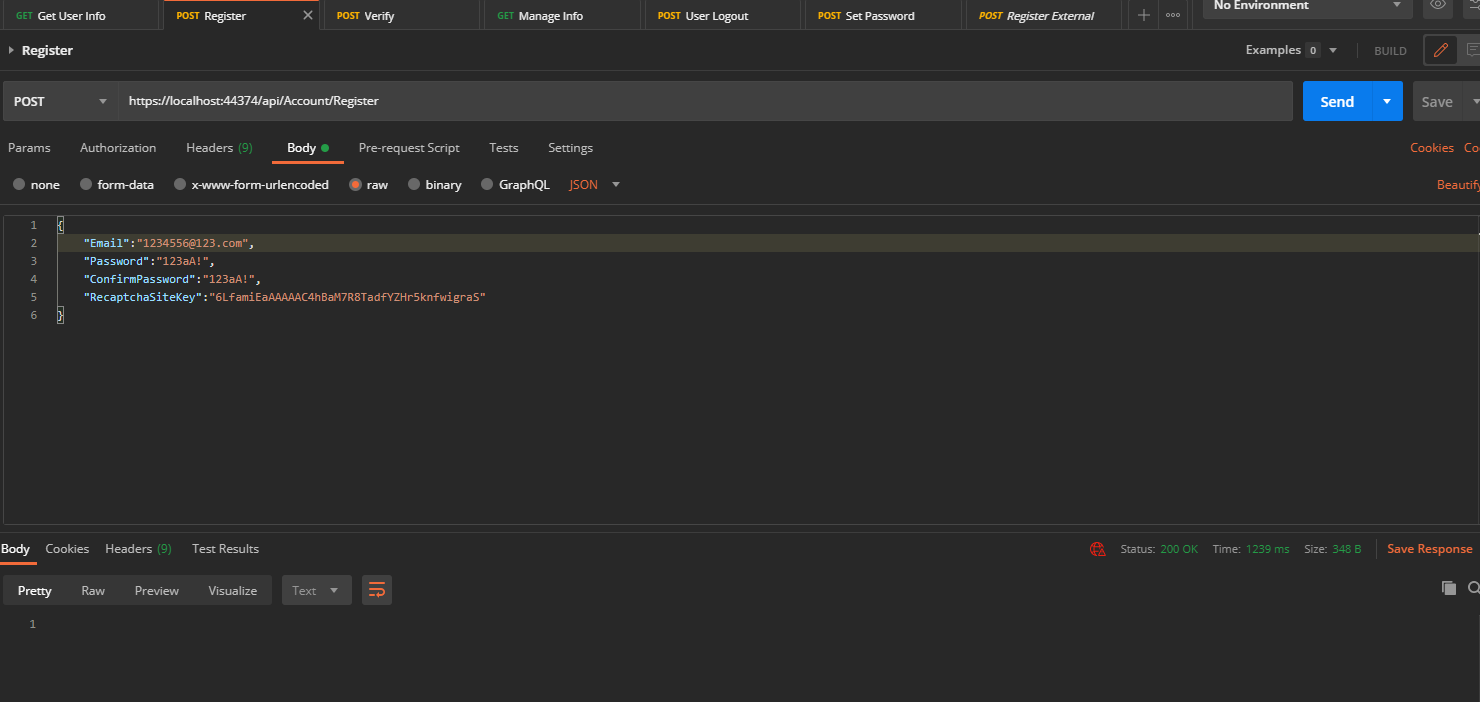 GET Get User Info POST Register POST Verify GET Manage Info POST User Logout POST Set Password POST Register External No Environment
Register Examples 0 BUILD
POST https://localhost:44374/api/Account/Register Send Save
Params Authorization Headers (9) Body Pre-request Script Tests Settings Cookies Co
none form-data x-www-form-urlencoded raw binary GraphQL JSON Beautify
1 {
2 "Email":"1234556@123.com",
3 "Password":"123aA!",
4 "ConfirmPassword":"123aA!",
5 "RecaptchaSiteKey":"6LfamiEaAAAAAC4hBaM7R8TadfYZHr5knfwigraS"
6 }
Body Cookies Headers (9) Test Results Status: 200 OK Time: 1239 ms Size: 348 B Save Response
Pretty Raw Preview Visualize Text
1